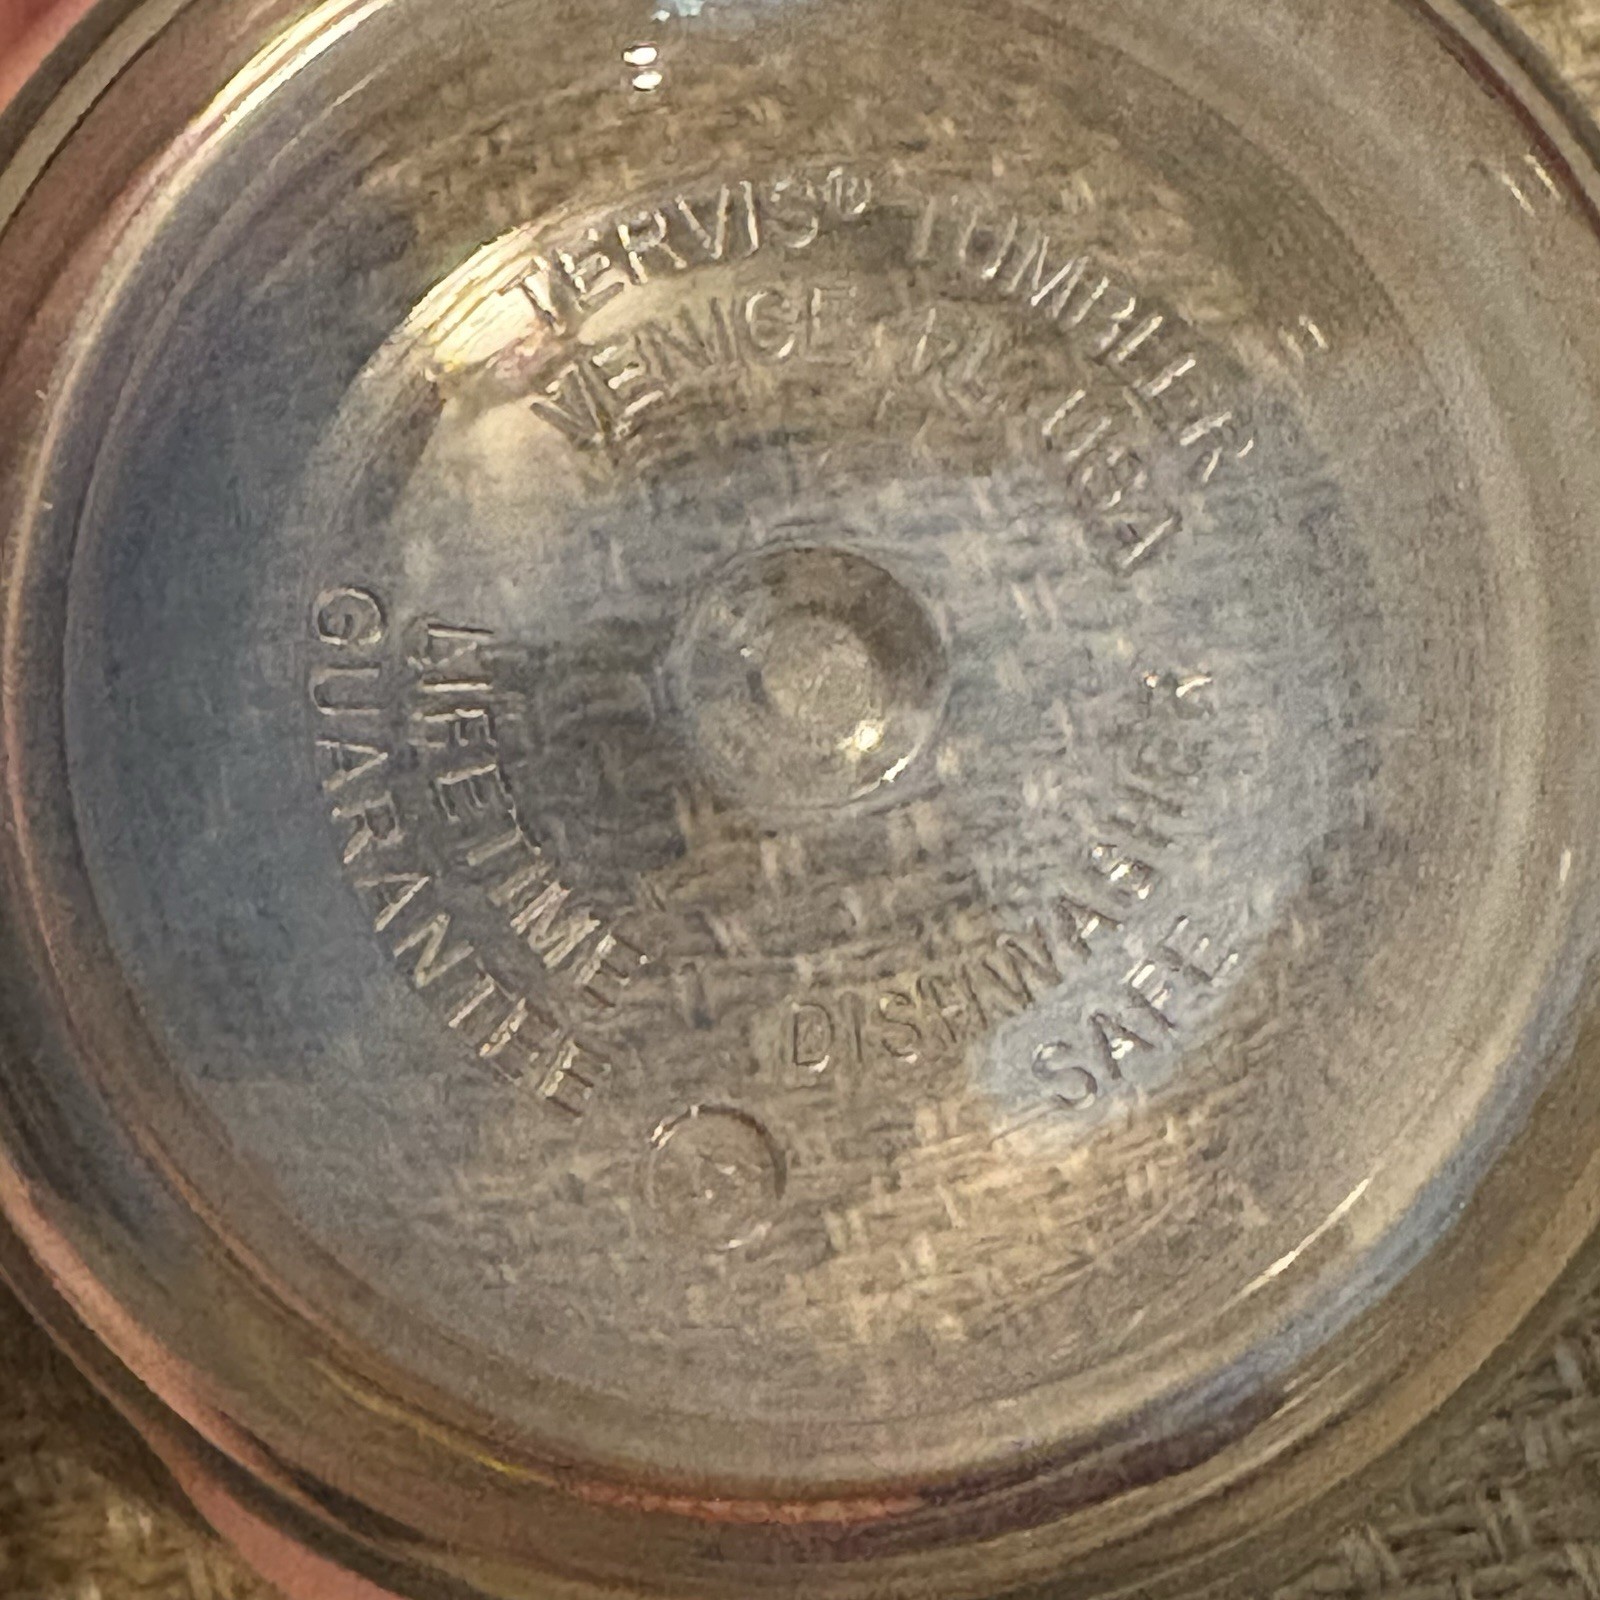 TERVIS® TUMBLER
VENICE, FL USA
LIFETIME
GUARANTEE
DISHWASHER
SAFE